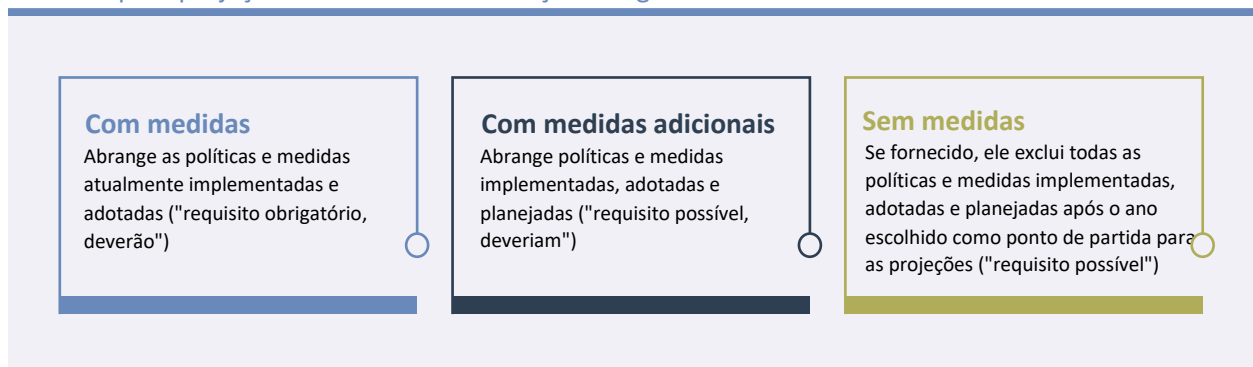 Com medidas
Abrange as políticas e medidas
atualmente implementadas e
adotadas ("requisito obrigatório,
deverão")
Com medidas adicionais
Abrange políticas e medidas
implementadas, adotadas e
planejadas ("requisito possível,
deveriam")
Sem medidas
Se fornecido, ele exclui todas as
políticas e medidas implementadas,
adotadas e planejadas após o ano
escolhido como ponto de partida para
as projeções ("requisito possível")